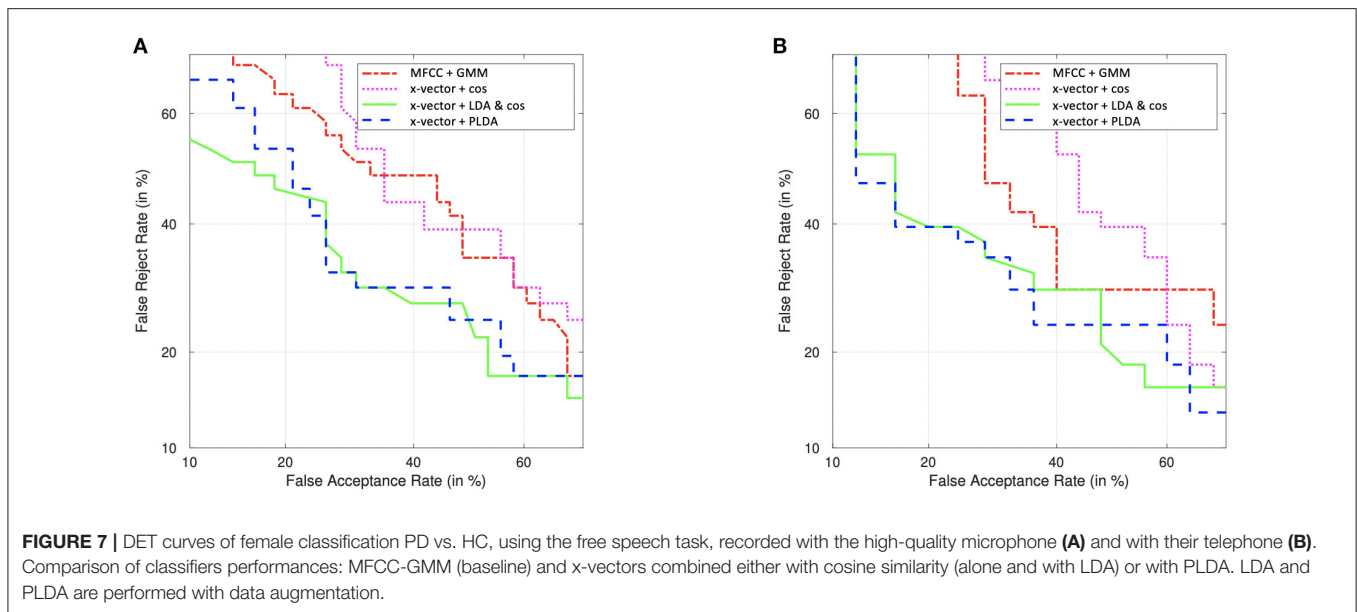 A
MFCC + GMM
x-vector + cos
x-vector + LDA & cos
x-vector + PLDA
False Reject Rate (in %)
60
40
20
10
10 20 40 60
False Acceptance Rate (in %)
B
MFCC + GMM
x-vector + cos
x-vector + LDA & cos
x-vector + PLDA
False Reject Rate (in %)
60
40
20
10
10 20 40 60
False Acceptance Rate (in %)
FIGURE 7 | DET curves of female classification PD vs. HC, using the free speech task, recorded with the high-quality microphone (A) and with their telephone (B).
Comparison of classifiers performances: MFCC-GMM (baseline) and x-vectors combined either with cosine similarity (alone and with LDA) or with PLDA. LDA and
PLDA are performed with data augmentation.